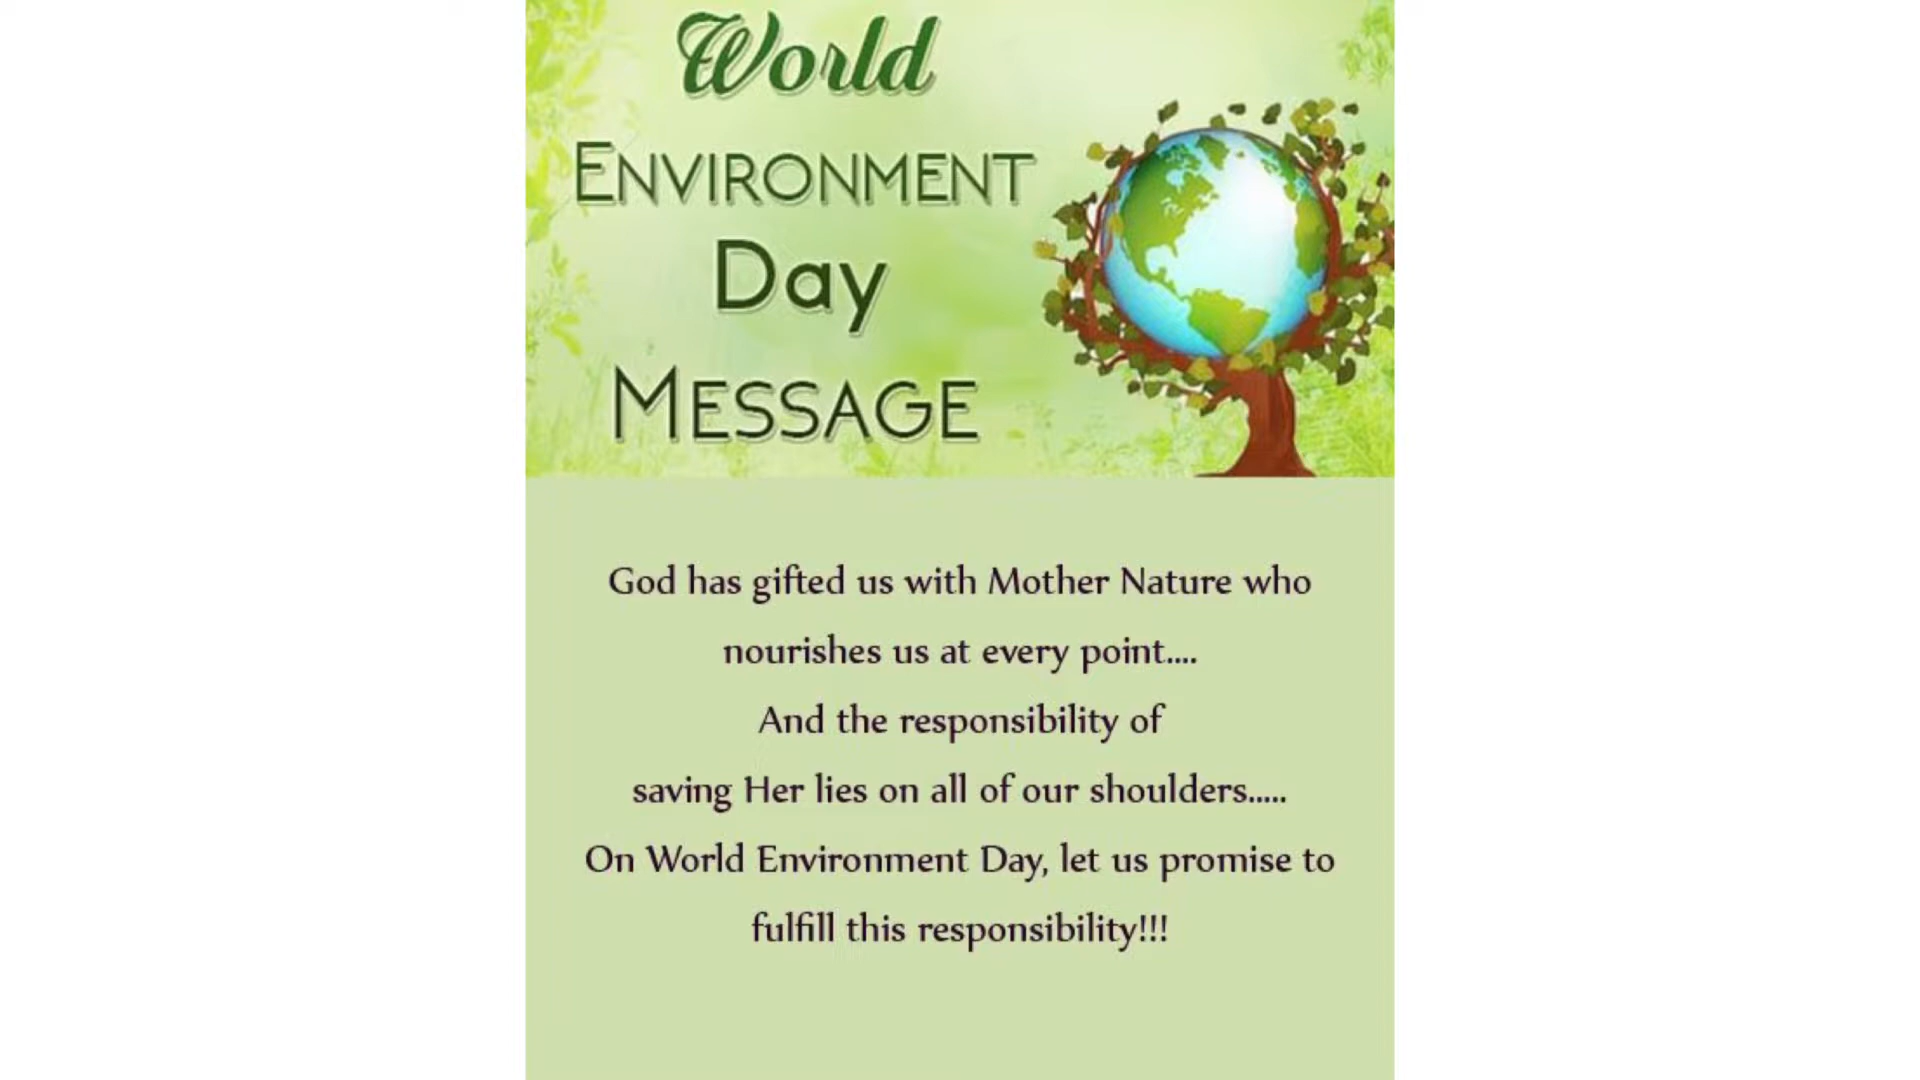 World
ENVIRONMENT
Day
MESSAGE
God has gifted us with Mother Nature who
nourishes us at every point....
And the responsibility of
saving Her lies on all of our shoulders.....
On World Environment Day, let us promise to
fulfill this responsibility!!!